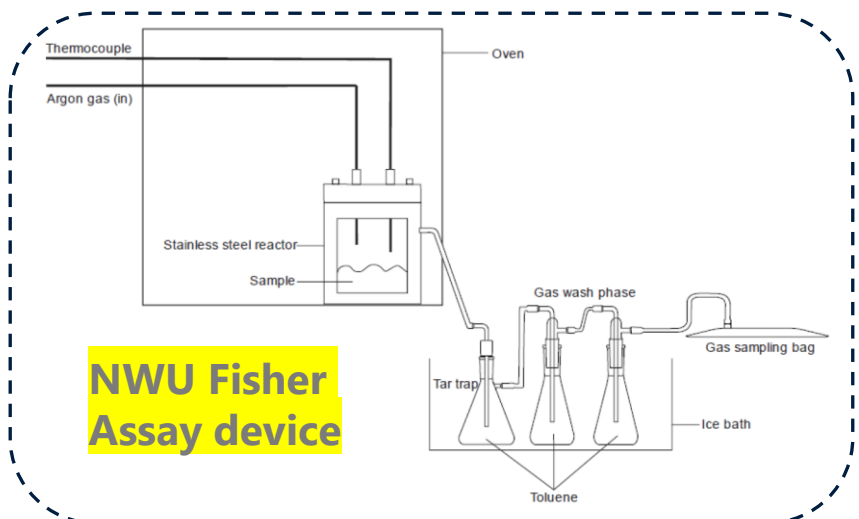 Thermocouple
Oven
Argon gas (in)
Stainless steel reactor
Sample
Gas wash phase
Gas sampling bag
NWU Fisher
Assay device
Tar trap
Ice bath
Toluene